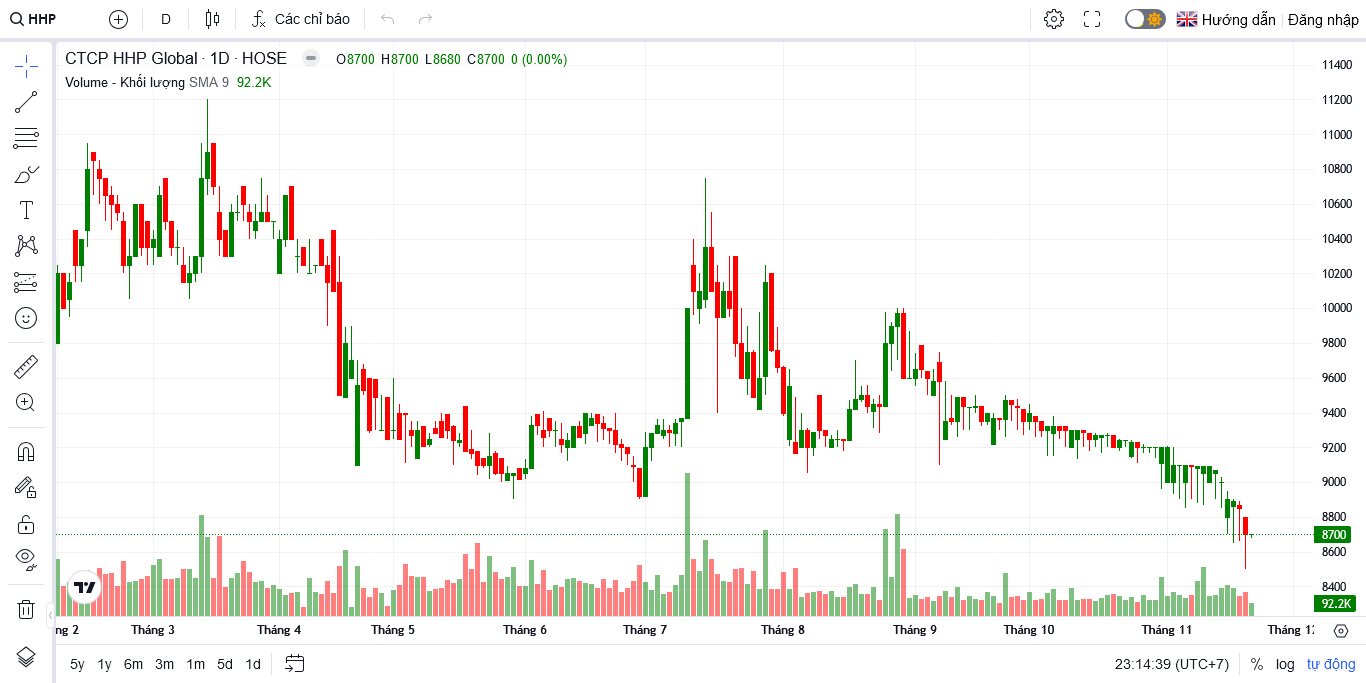 HHP D Các chỉ báo Hướng dẫn Đăng nhập
CTCP HHP Global · 1D · HOSE O8700 H8700 L8680 C8700 0 (0.00%)
Volume - Khối lượng SMA 9 92.2K
11400
11200
11000
10800
10600
10400
10200
10000
9800
9600
9400
9200
9000
8800
8700
8600
8400
92.2K
ng 2 Tháng 3 Tháng 4 Tháng 5 Tháng 6 Tháng 7 Tháng 8 Tháng 9 Tháng 10 Tháng 11 Tháng 12
5y 1y 6m 3m 1m 5d 1d 23:14:39 (UTC+7) % log tự động